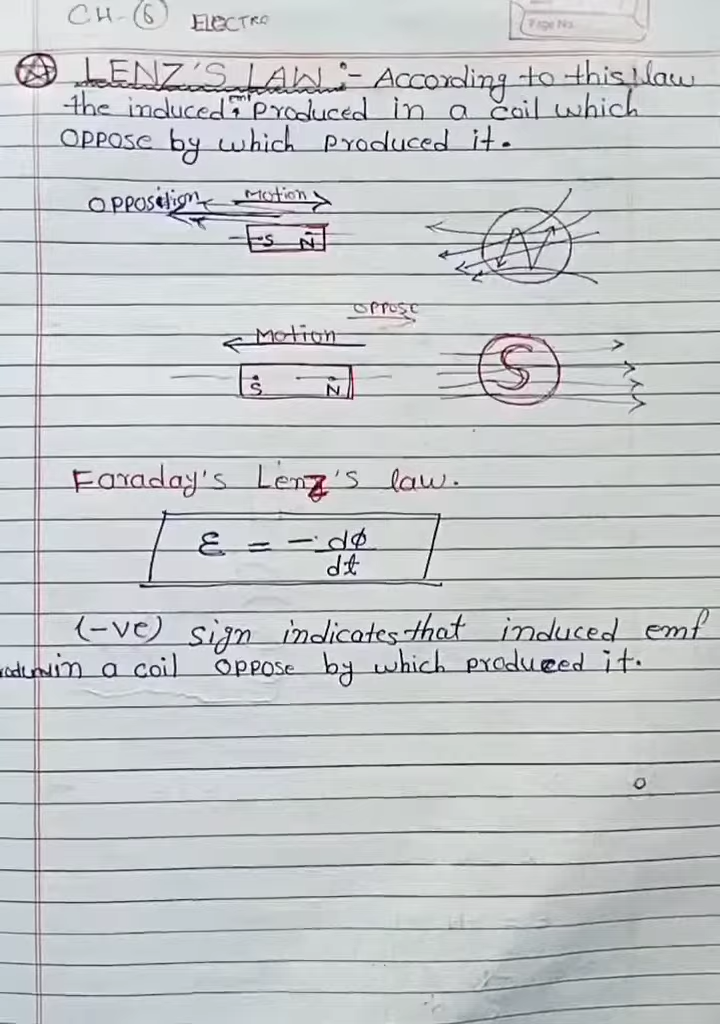 CH-(6) ELECTRO
Page No.
LENZ'S LAW :- According to this law
the induced emf produced in a coil which
oppose by which produced it.
Opposition Motion
S N
N
oppose
Motion
S N
S
Faraday's Lenz's law.
ε = - dφ
dt
(-ve) sign indicates that induced emf
in a coil oppose by which produced it.